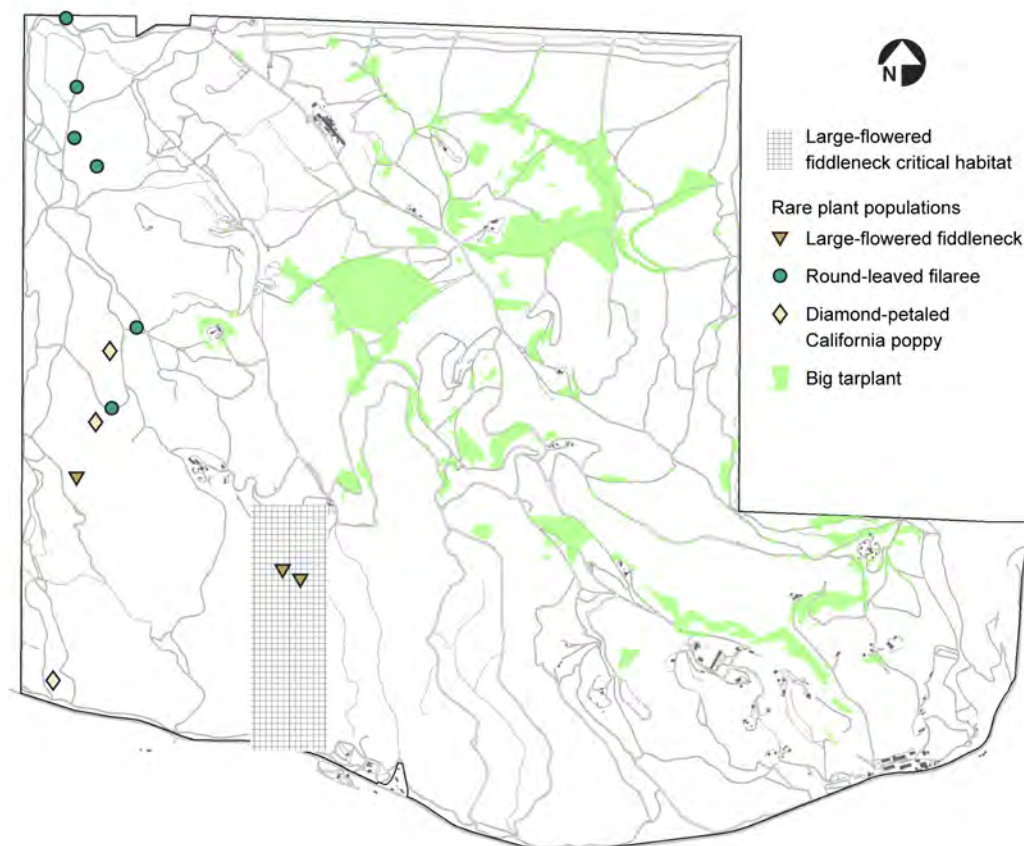 N
Large-flowered
fiddleneck critical habitat
Rare plant populations
Large-flowered fiddleneck
Round-leaved filaree
Diamond-petaled
California poppy
Big tarplant